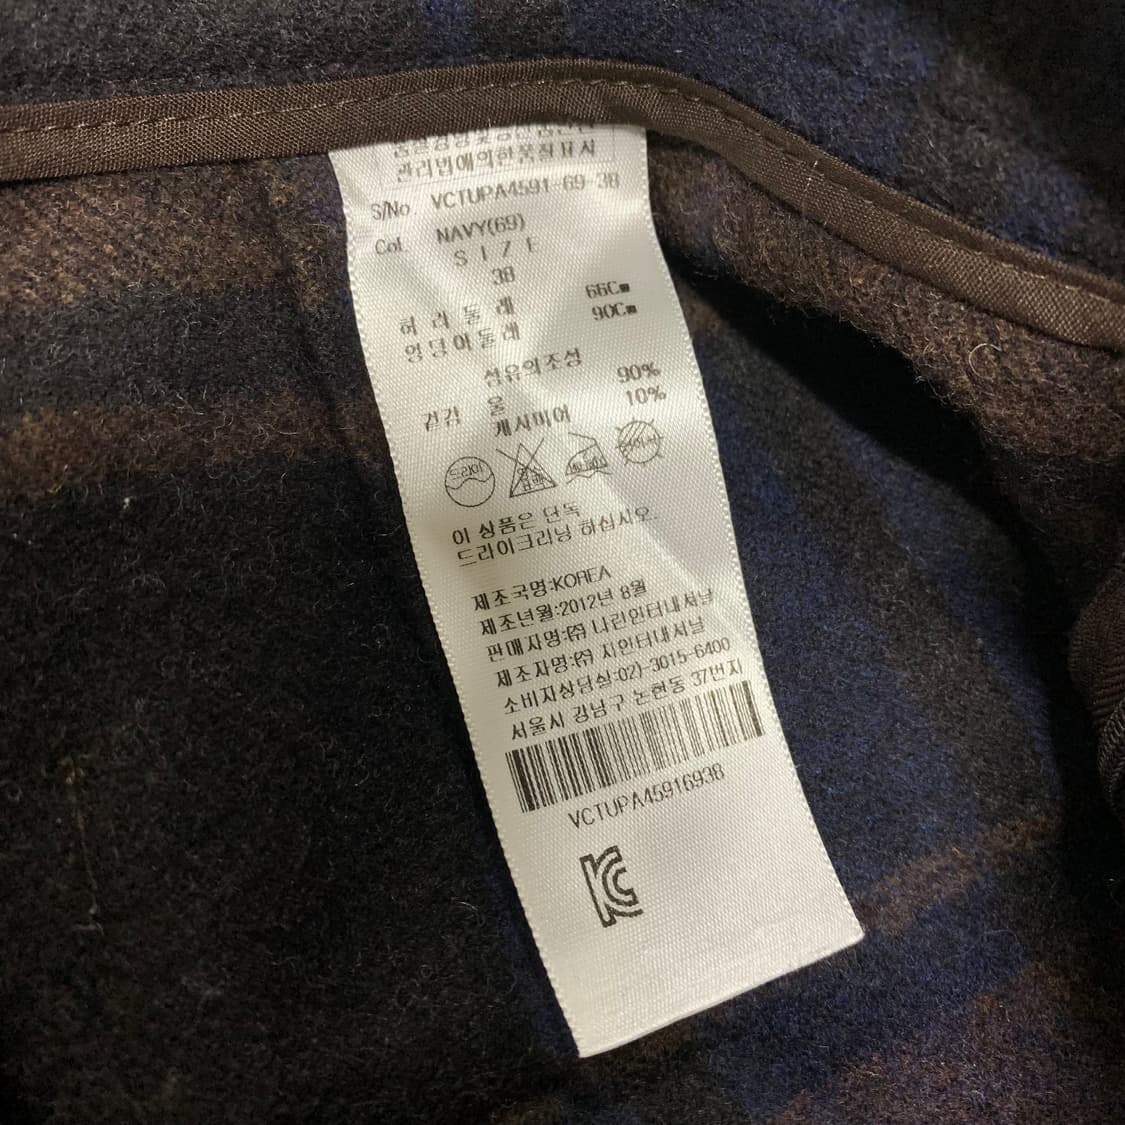 관리법에의한품질표시
S/No. VCTUPA4591-69-38
Col. NAVY(69)
SIZE
38
허리둘레 66Cm
엉덩이둘레 90Cm
섬유의조성
겉감 울 90%
캐시미어 10%
드라이
이 상품은 단독
드라이크리닝 하십시오.
제조국명:KOREA
제조년월:2012년 8월
판매자명:㈜ 나린인터내셔날
제조자명:㈜ 지인터내셔널
소비자상담실:02)-3015-6400
서울시 강남구 논현동 37번지
VCTUPA45916938